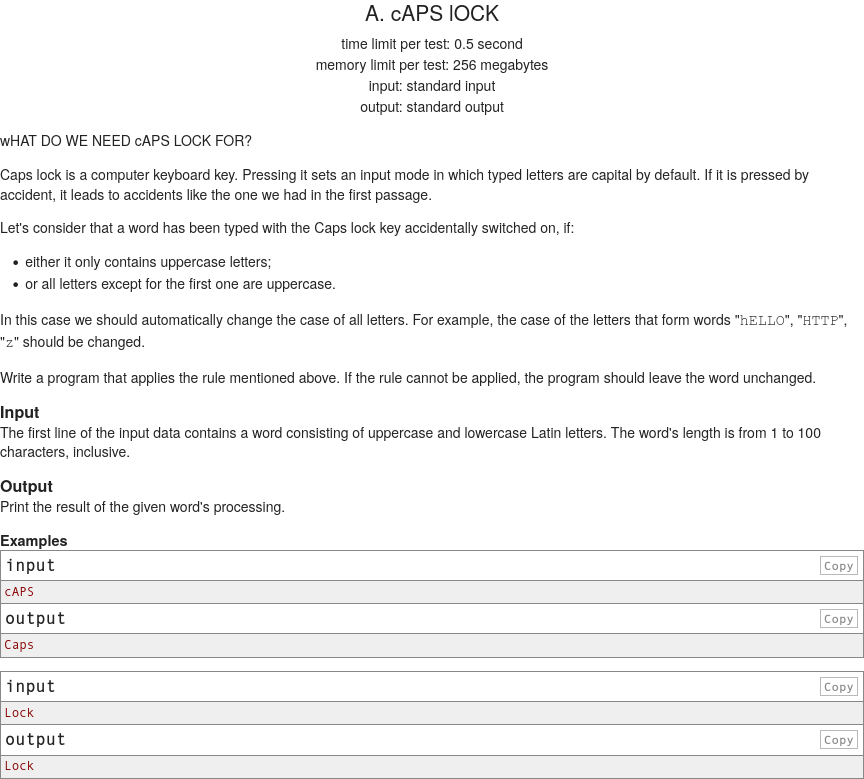 A. cAPS lOCK
time limit per test: 0.5 second
memory limit per test: 256 megabytes
input: standard input
output: standard output
wHAT DO WE NEED cAPS LOCK FOR?
Caps lock is a computer keyboard key. Pressing it sets an input mode in which typed letters are capital by default. If it is pressed by
accident, it leads to accidents like the one we had in the first passage.
Let's consider that a word has been typed with the Caps lock key accidentally switched on, if:
• either it only contains uppercase letters;
• or all letters except for the first one are uppercase.
In this case we should automatically change the case of all letters. For example, the case of the letters that form words "hELLO", "HTTP",
"z" should be changed.
Write a program that applies the rule mentioned above. If the rule cannot be applied, the program should leave the word unchanged.
Input
The first line of the input data contains a word consisting of uppercase and lowercase Latin letters. The word's length is from 1 to 100
characters, inclusive.
Output
Print the result of the given word's processing.
Examples
input Copy
cAPS
output Copy
Caps
input Copy
Lock
output Copy
Lock